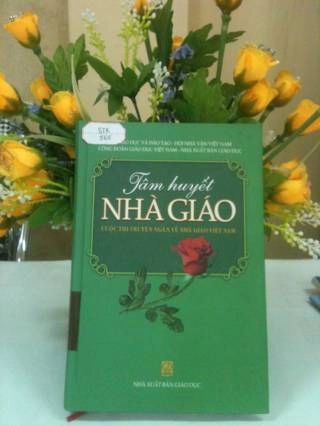 STK
560
DỤC VÀ ĐÀO TẠO - HỘI NHÀ VĂN VIỆT NAM
CÔNG ĐOÀN GIÁO DỤC VIỆT NAM - NHÀ XUẤT BẢN GIÁO DỤC
Tâm huyết
NHÀ GIÁO
CUỘC THI TRUYỆN NGẮN VỀ NHÀ GIÁO VIỆT NAM
NHÀ XUẤT BẢN GIÁO DỤC